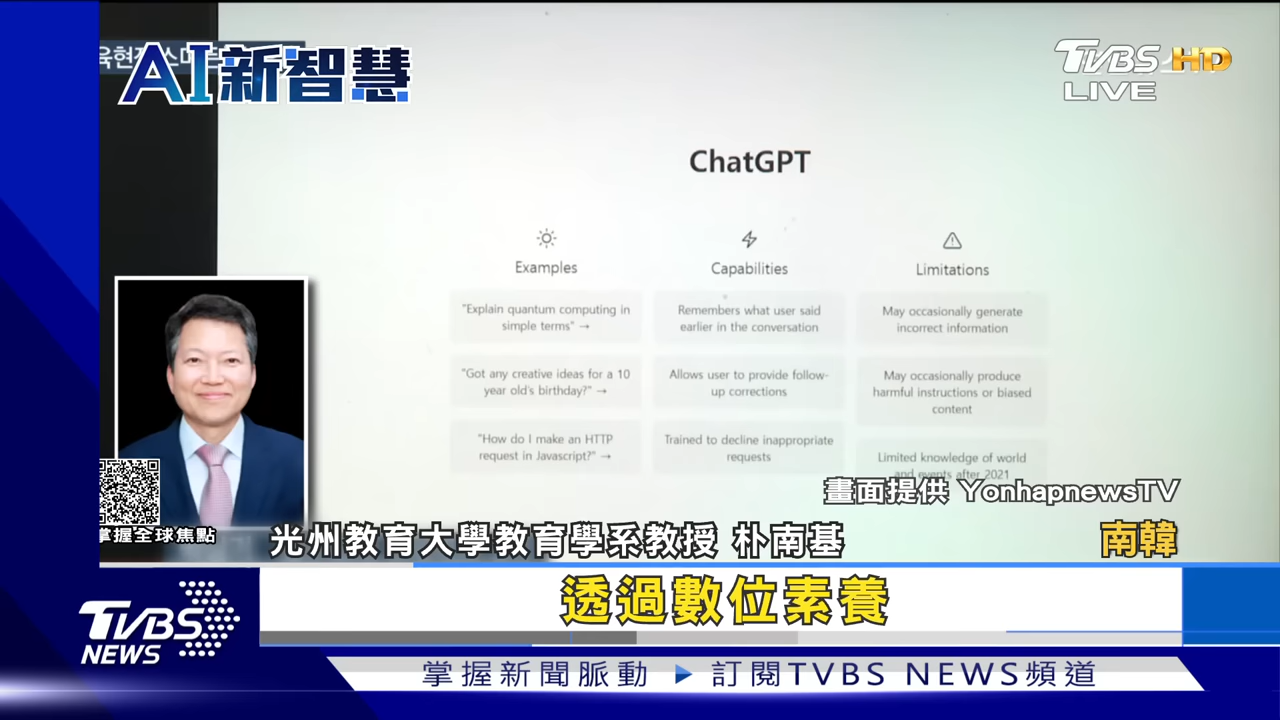 AI新智慧
TVBS HD
LIVE
ChatGPT
Examples
"Explain quantum computing in
simple terms" →
"Got any creative ideas for a 10
year old's birthday?" →
"How do I make an HTTP
request in Javascript?" →
Capabilities
Remembers what user said
earlier in the conversation
Allows user to provide follow-
up corrections
Trained to decline inappropriate
requests
Limitations
May occasionally generate
incorrect information
May occasionally produce
harmful instructions or biased
content
Limited knowledge of world
and events after 2021
畫面提供 YonhapnewsTV
掌握全球焦點
光州教育大學教育學系教授 朴南基
南韓
透過數位素養
TVBS
NEWS
掌握新聞脈動 ▶ 訂閱TVBS NEWS頻道